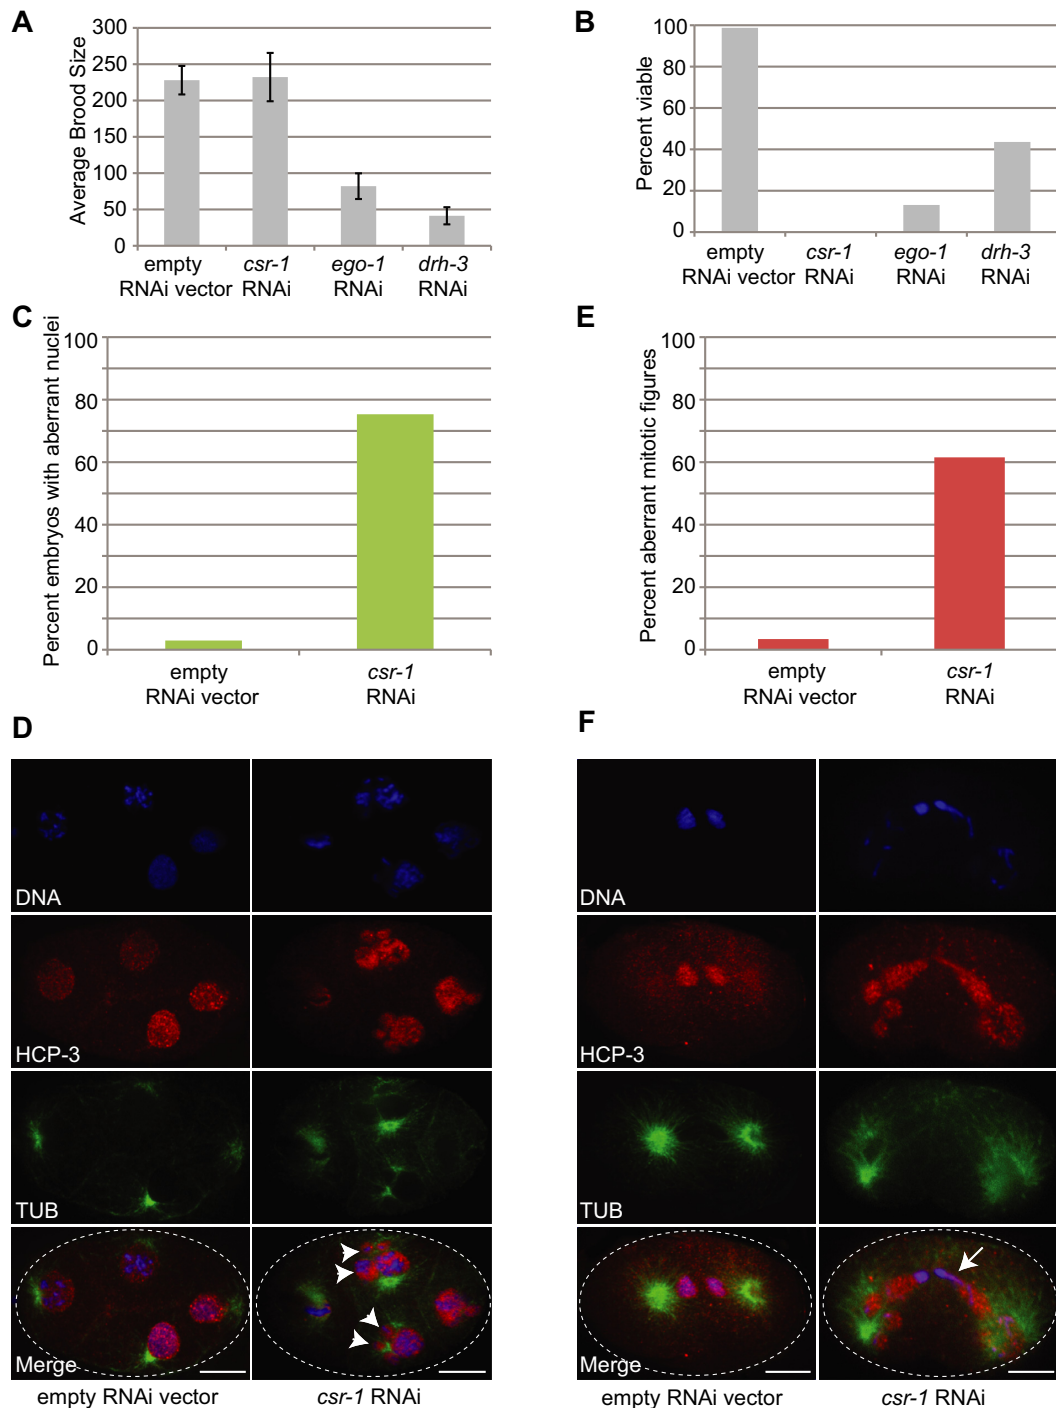 A
Average Brood Size
300
250
200
150
100
50
0
empty
RNAi vector
csr-1
RNAi
ego-1
RNAi
drh-3
RNAi
B
Percent viable
100
80
60
40
20
0
empty
RNAi vector
csr-1
RNAi
ego-1
RNAi
drh-3
RNAi
C
Percent embryos with aberrant nuclei
100
80
60
40
20
0
empty
RNAi vector
csr-1
RNAi
E
Percent aberrant mitotic figures
100
80
60
40
20
0
empty
RNAi vector
csr-1
RNAi
D
DNA
HCP-3
TUB
Merge
empty RNAi vector
csr-1 RNAi
F
DNA
HCP-3
TUB
Merge
empty RNAi vector
csr-1 RNAi